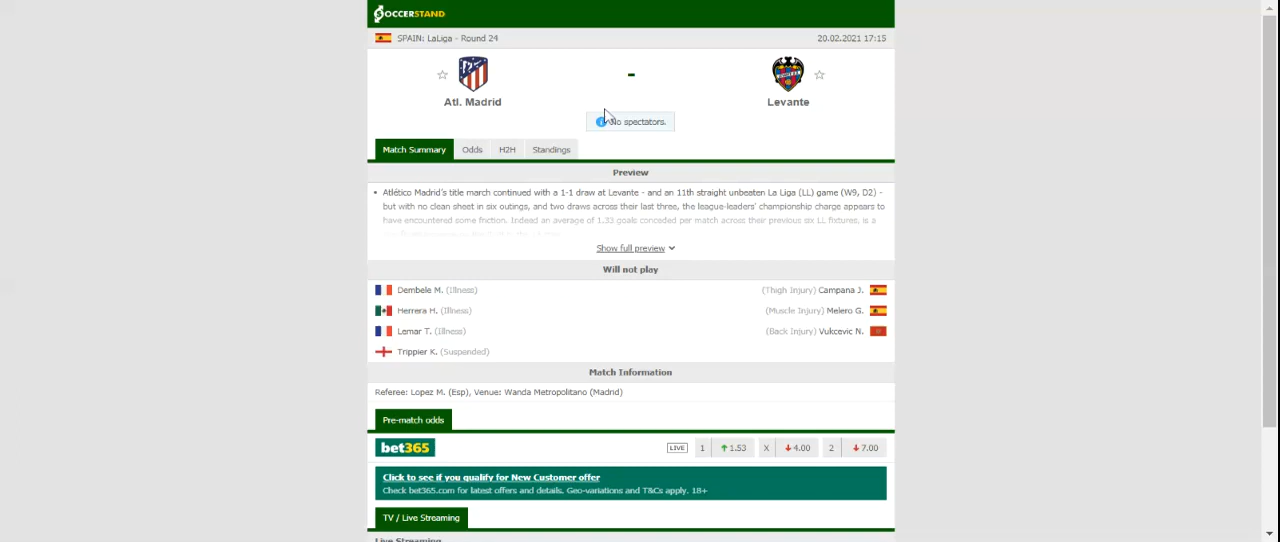 SOCCERSTAND
SPAIN: LaLiga - Round 24
20.02.2021 17:15
Atl. Madrid
-
Levante
No spectators.
Match Summary
Odds
H2H
Standings
Preview
• Atlético Madrid's title march continued with a 1-1 draw at Levante - and an 11th straight unbeaten La Liga (LL) game (W9, D2) -
but with no clean sheet in six outings, and two draws across their last three, the league-leaders' championship charge appears to
have encountered some friction. Indeed an average of 1.33 goals conceded per match across their previous six LL fixtures, is a
Show full preview
Will not play
Dembele M. (Illness)
(Thigh Injury) Campana J.
Herrera H. (Illness)
(Muscle Injury) Melero G.
Lemar T. (Illness)
(Back Injury) Vukcevic N.
Trippier K. (Suspended)
Match Information
Referee: Lopez M. (Esp), Venue: Wanda Metropolitano (Madrid)
Pre-match odds
bet365
LIVE
1
1.53
X
4.00
2
7.00
Click to see if you qualify for New Customer offer
Check bet365.com for latest offers and details. Geo-variations and T&Cs apply. 18+
TV / Live Streaming
Live Streaming